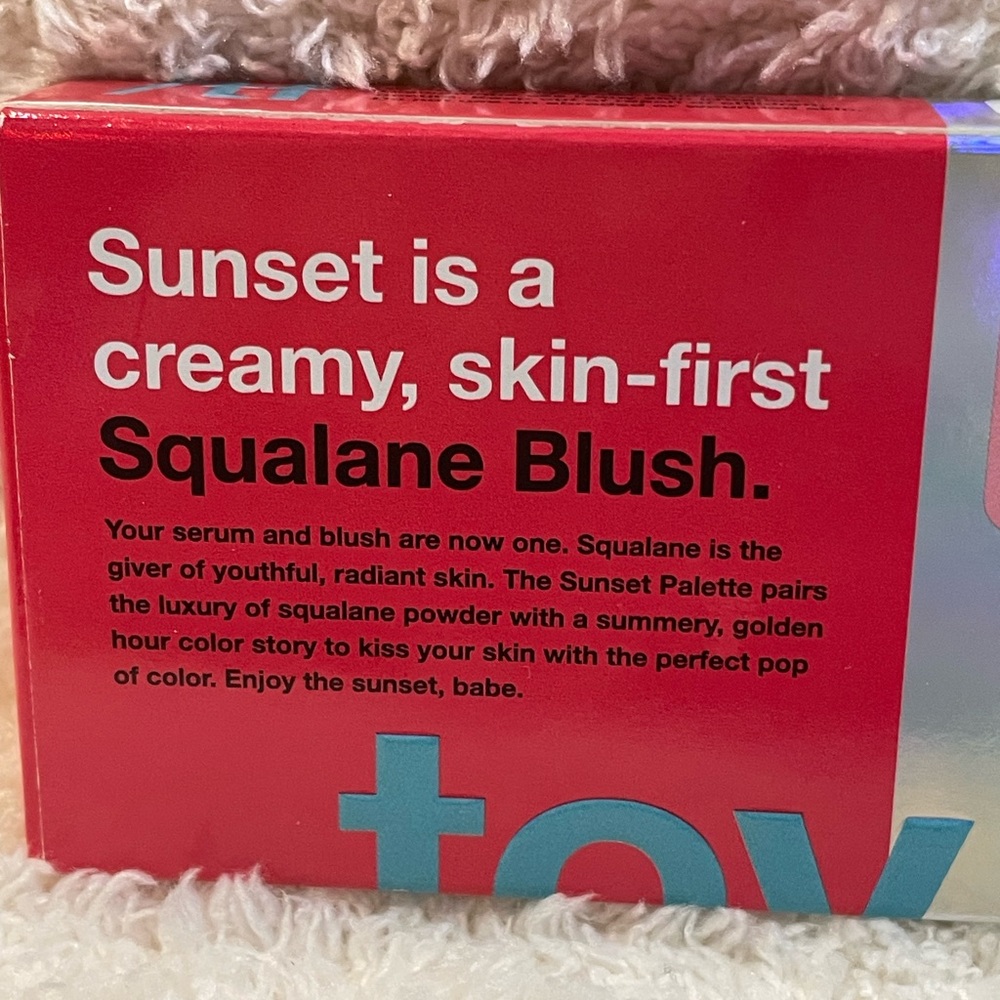 Sunset is a
creamy, skin-first
Squalane Blush.
Your serum and blush are now one. Squalane is the
giver of youthful, radiant skin. The Sunset Palette pairs
the luxury of squalane powder with a summery, golden
hour color story to kiss your skin with the perfect pop
of color. Enjoy the sunset, babe.
toy